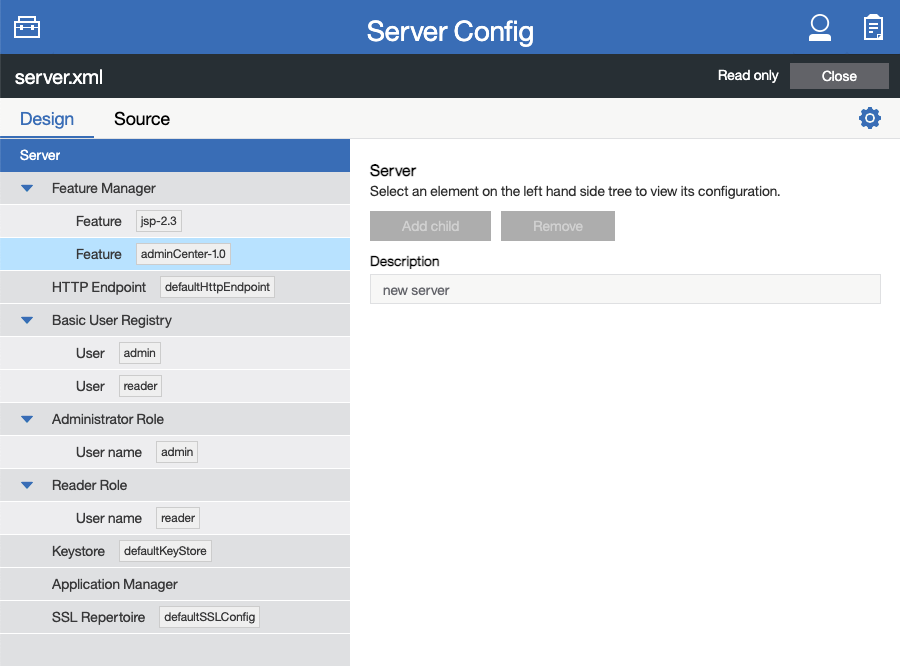 Server Config
server.xml
Read only
Close
Design
Source
Server
Feature Manager
Feature jsp-2.3
Feature adminCenter-1.0
HTTP Endpoint defaultHttpEndpoint
Basic User Registry
User admin
User reader
Administrator Role
User name admin
Reader Role
User name reader
Keystore defaultKeyStore
Application Manager
SSL Repertoire defaultSSLConfig
Server
Select an element on the left hand side tree to view its configuration.
Add child
Remove
Description
new server